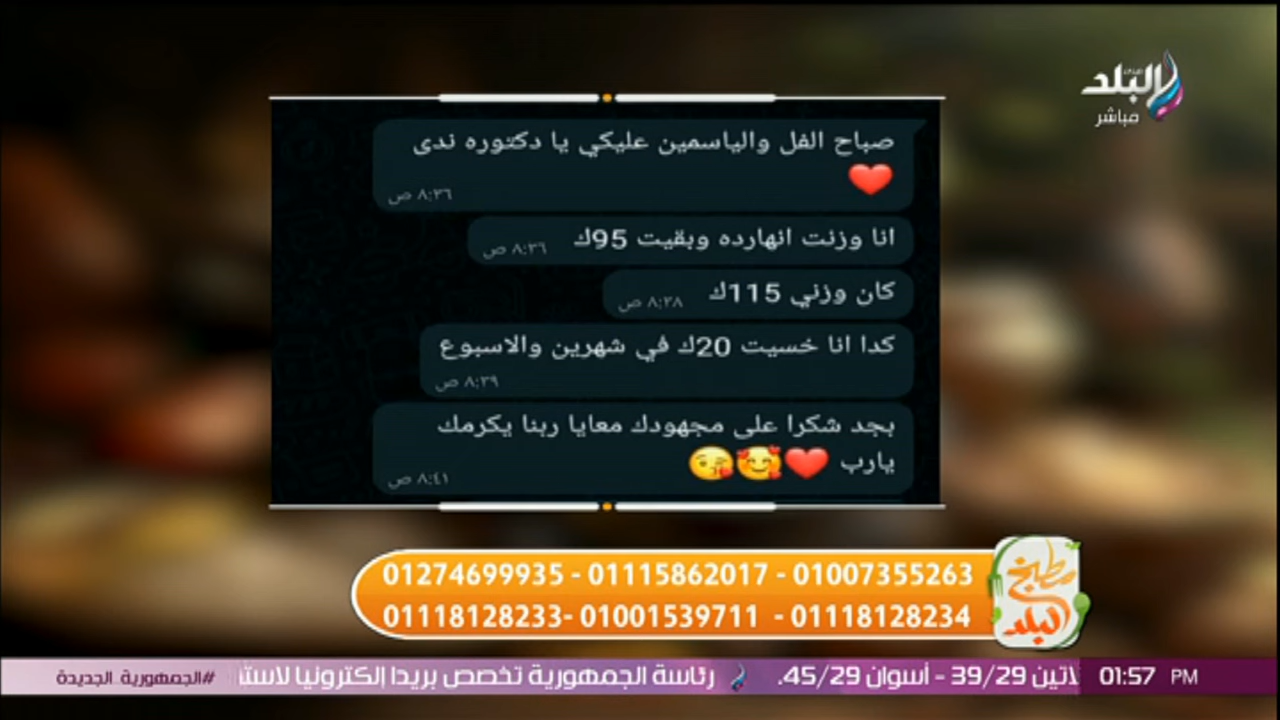 صدى
البلد
مباشر
صباح الفل والياسمين عليكي يا دكتوره ندى
❤️
٨:٣٦ ص
انا وزنت انهارده وبقيت 95ك
٨:٣٦ ص
كان وزني 115ك
٨:٣٨ ص
كدا انا خسيت 20ك في شهرين والاسبوع
٨:٣٩ ص
بجد شكرا على مجهودك معايا ربنا يكرمك
يارب ❤️🥰😘
٨:٤١ ص
01274699935 - 01115862017 - 01007355263
01118128233- 01001539711 - 01118128234
مطبخ
البلد
01:57 PM
لاتين 39/29 - أسوان 45/29. رئاسة الجمهورية تخصص بريدا إلكترونيا لاست
#الجمهورية الجديدة